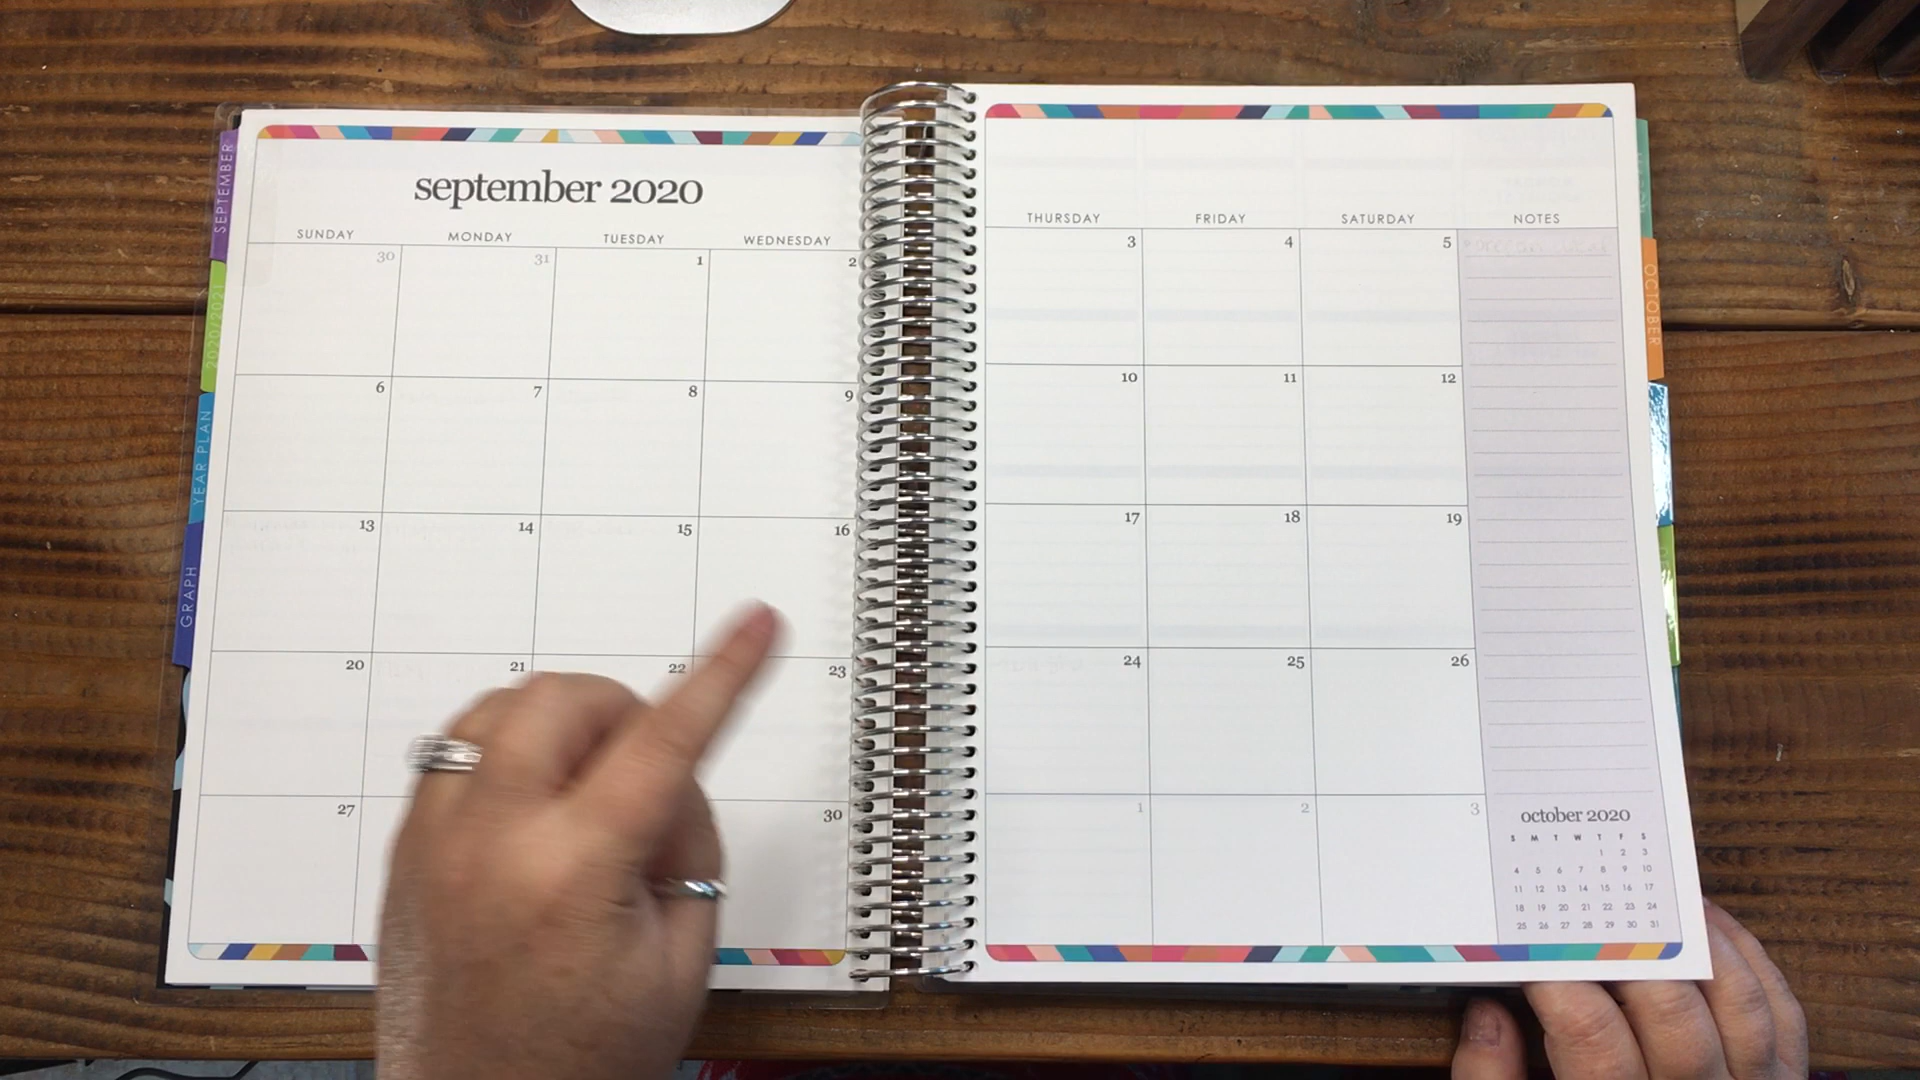 september 2020
SUNDAY MONDAY TUESDAY WEDNESDAY THURSDAY FRIDAY SATURDAY NOTES
30 31 1 2 3 4 5
6 7 8 9 10 11 12
13 14 15 16 17 18 19
20 21 22 23 24 25 26
27 30 1 2 3
october 2020
S M T W T F S
1 2 3
4 5 6 7 8 9 10
11 12 13 14 15 16 17
18 19 20 21 22 23 24
25 26 27 28 29 30 31
SEPTEMBER
2020/2021
YEAR PLAN
GRAPH
OCTOBER